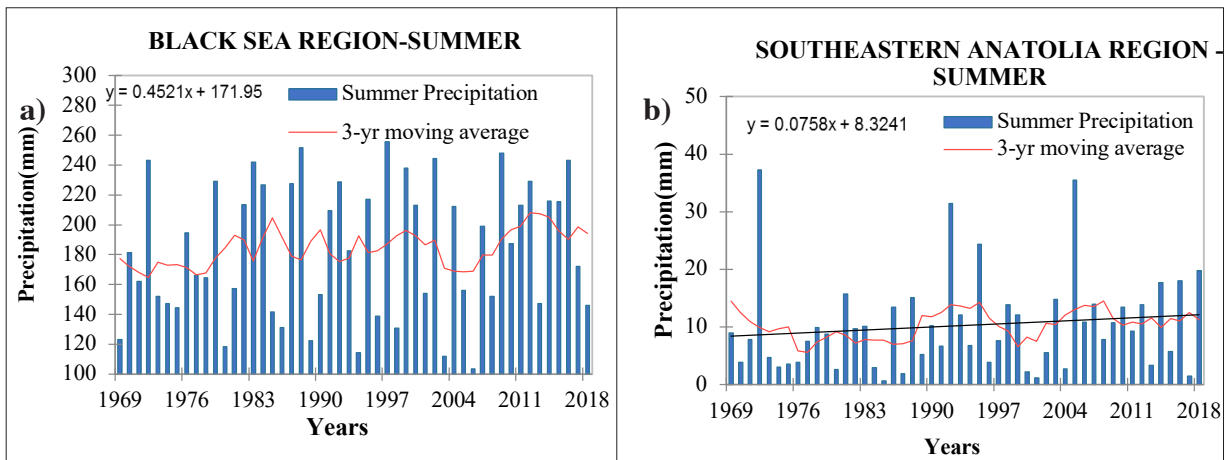 BLACK SEA REGION-SUMMER
a)
y = 0.4521x + 171.95
Summer Precipitation
3-yr moving average
Precipitation(mm)
300
280
260
240
220
200
180
160
140
120
100
1969 1976 1983 1990 1997 2004 2011 2018
Years
SOUTHEASTERN ANATOLIA REGION -
SUMMER
b)
y = 0.0758x + 8.3241
Summer Precipitation
3-yr moving average
Precipitation(mm)
50
40
30
20
10
0
1969 1976 1983 1990 1997 2004 2011 2018
Years